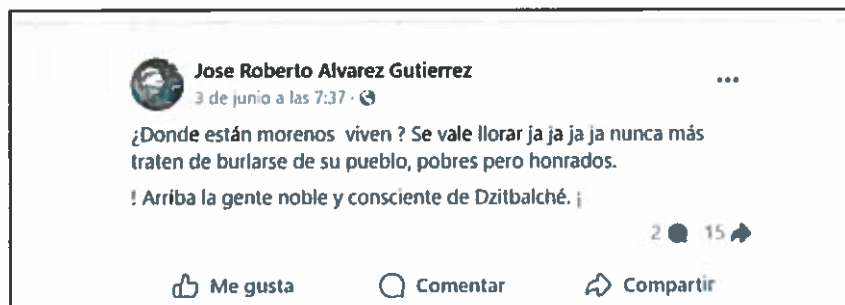 Jose Roberto Alvarez Gutierrez
3 de junio a las 7:37 ·
¿Donde están morenos viven ? Se vale llorar ja ja ja ja nunca más
traten de burlarse de su pueblo, pobres pero honrados.
! Arriba la gente noble y consciente de Dzitbalché. ¡
2 15
Me gusta Comentar Compartir